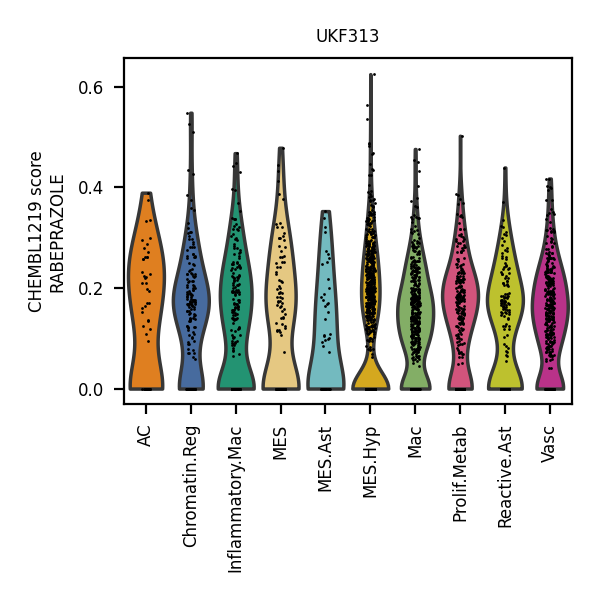 UKF313
CHEMBL1219 score
RABEPRAZOLE
0.6
0.4
0.2
0.0
AC
Chromatin.Reg
Inflammatory.Mac
MES
MES.Ast
MES.Hyp
Mac
Prolif.Metab
Reactive.Ast
Vasc